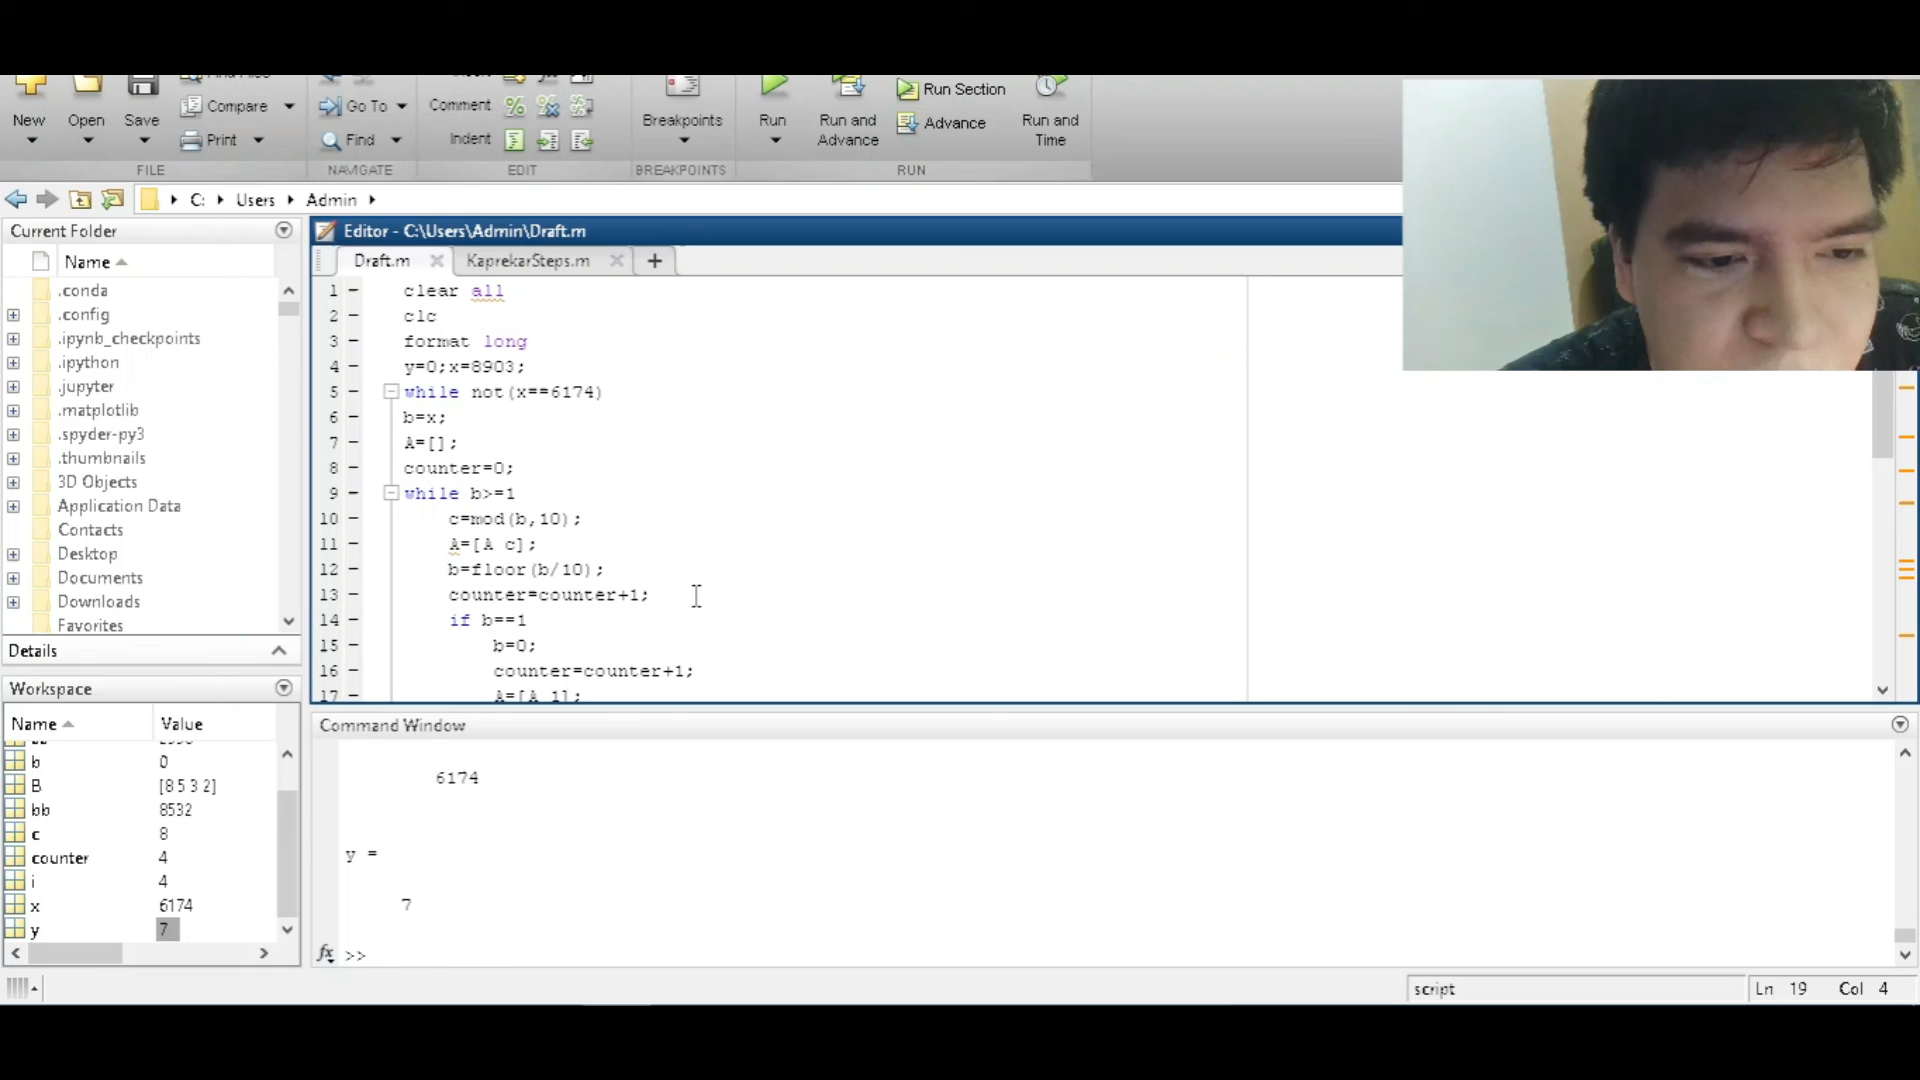 New
Open
Save
Find Files
Compare
Print
FILE
Go To
Find
NAVIGATE
Insert
Comment
Indent
EDIT
Breakpoints
BREAKPOINTS
Run
Run and
Advance
Run Section
Advance
Run and
Time
RUN
C: Users Admin
Current Folder
Name
.conda
.config
.ipynb_checkpoints
.ipython
.jupyter
.matplotlib
.spyder-py3
.thumbnails
3D Objects
Application Data
Contacts
Desktop
Documents
Downloads
Favorites
Details
Workspace
Name Value
b 0
B [8 5 3 2]
bb 8532
c 8
counter 4
i 4
x 6174
y 7
Editor - C:\Users\Admin\Draft.m
Draft.m KaprekarSteps.m +
1 - clear all
2 - clc
3 - format long
4 - y=0;x=8903;
5 - while not(x==6174)
6 - b=x;
7 - A=[];
8 - counter=0;
9 - while b>=1
10 - c=mod(b,10);
11 - A=[A c];
12 - b=floor(b/10);
13 - counter=counter+1;
14 - if b==1
15 - b=0;
16 - counter=counter+1;
17 - A=[A 1];
Command Window
6174
y =
7
fx >>
script
Ln 19 Col 4